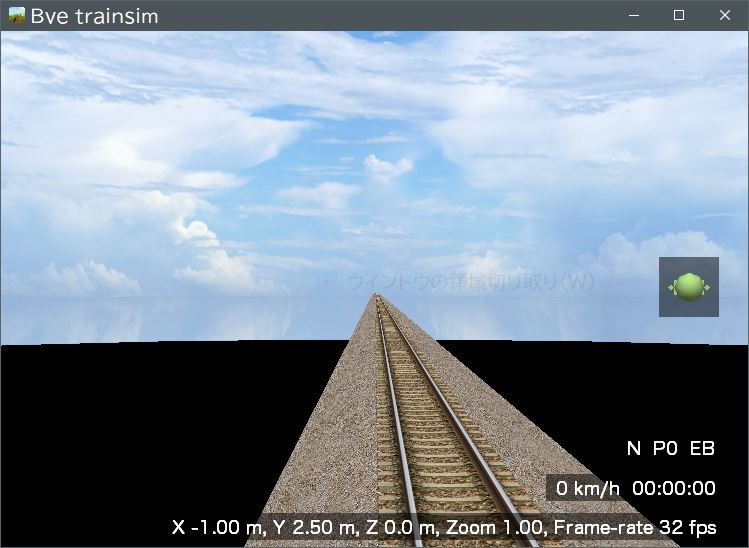 Bve trainsim
ウインドウの領域切り取り(W)
N P0 EB
0 km/h 00:00:00
X -1.00 m, Y 2.50 m, Z 0.0 m, Zoom 1.00, Frame-rate 32 fps